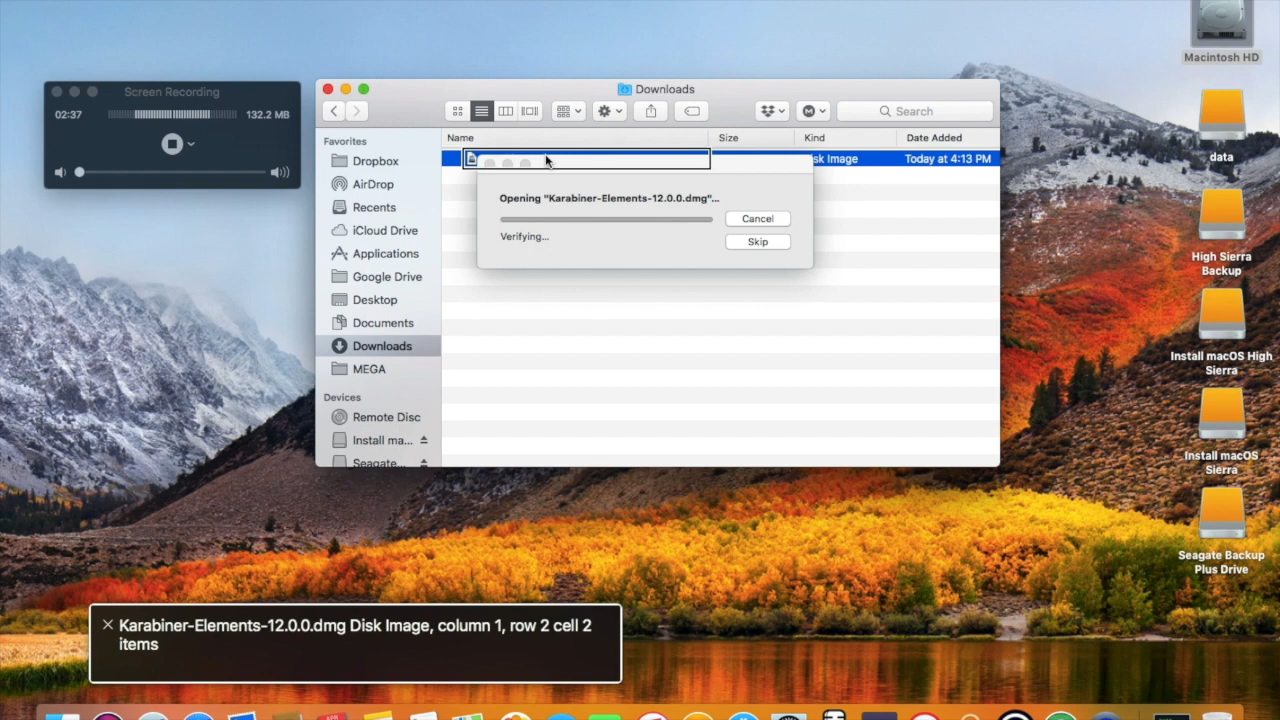 Macintosh HD
Screen Recording
02:37
132.2 MB
Downloads
Search
Favorites
Dropbox
AirDrop
Recents
iCloud Drive
Applications
Google Drive
Desktop
Documents
Downloads
MEGA
Devices
Remote Disc
Install ma...
Seagate...
Name
Size
Kind
Date Added
sk Image
Today at 4:13 PM
Opening "Karabiner-Elements-12.0.0.dmg"...
Cancel
Verifying...
Skip
data
High Sierra
Backup
Install macOS High
Sierra
Install macOS
Sierra
Seagate Backup
Plus Drive
Karabiner-Elements-12.0.0.dmg Disk Image, column 1, row 2 cell 2
items